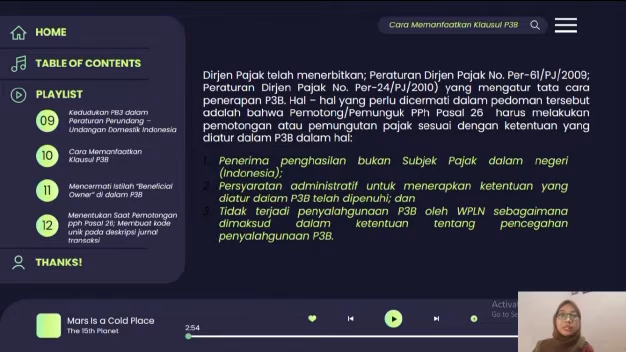 HOME
TABLE OF CONTENTS
PLAYLIST
09
Kedudukan PB3 dalam
Peraturan Perundang –
Undangan Domestik Indonesia
10
Cara Memanfaatkan
Klausul P3B
11
Mencermati Istilah "Beneficial
Owner" di dalam P3B
12
Menentukan Saat Pemotongan
pph Pasal 26; Membuat kode
unik pada deskripsi jurnal
transaksi
THANKS!
Cara Memanfaatkan Klausul P3B
Dirjen Pajak telah menerbitkan; Peraturan Dirjen Pajak No. Per-61/PJ/2009;
Peraturan Dirjen Pajak No. Per-24/PJ/2010) yang mengatur tata cara
penerapan P3B. Hal – hal yang perlu dicermati dalam pedoman tersebut
adalah bahwa Pemotong/Pemunguk PPh Pasal 26 harus melakukan
pemotongan atau pemungutan pajak sesuai dengan ketentuan yang
diatur dalam P3B dalam hal:
1. Penerima penghasilan bukan Subjek Pajak dalam negeri
(Indonesia);
2. Persyaratan administratif untuk menerapkan ketentuan yang
diatur dalam P3B telah dipenuhi; dan
3. Tidak terjadi penyalahgunaan P3B oleh WPLN sebagaimana
dimaksud dalam ketentuan tentang pencegahan
penyalahgunaan P3B.
Mars Is a Cold Place
The 15th Planet
2:54
Activat
Go to Se